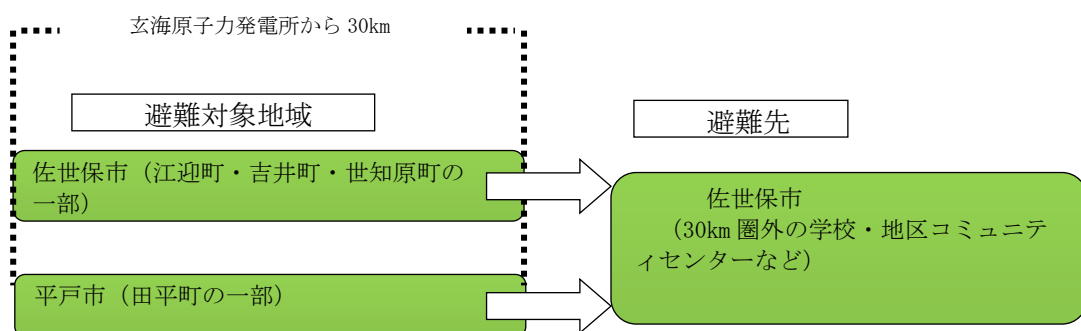 玄海原子力発電所から 30km
避難対象地域
避難先
佐世保市（江迎町・吉井町・世知原町の
一部）
佐世保市
（30km 圏外の学校・地区コミュニテ
ィセンターなど）
平戸市（田平町の一部）